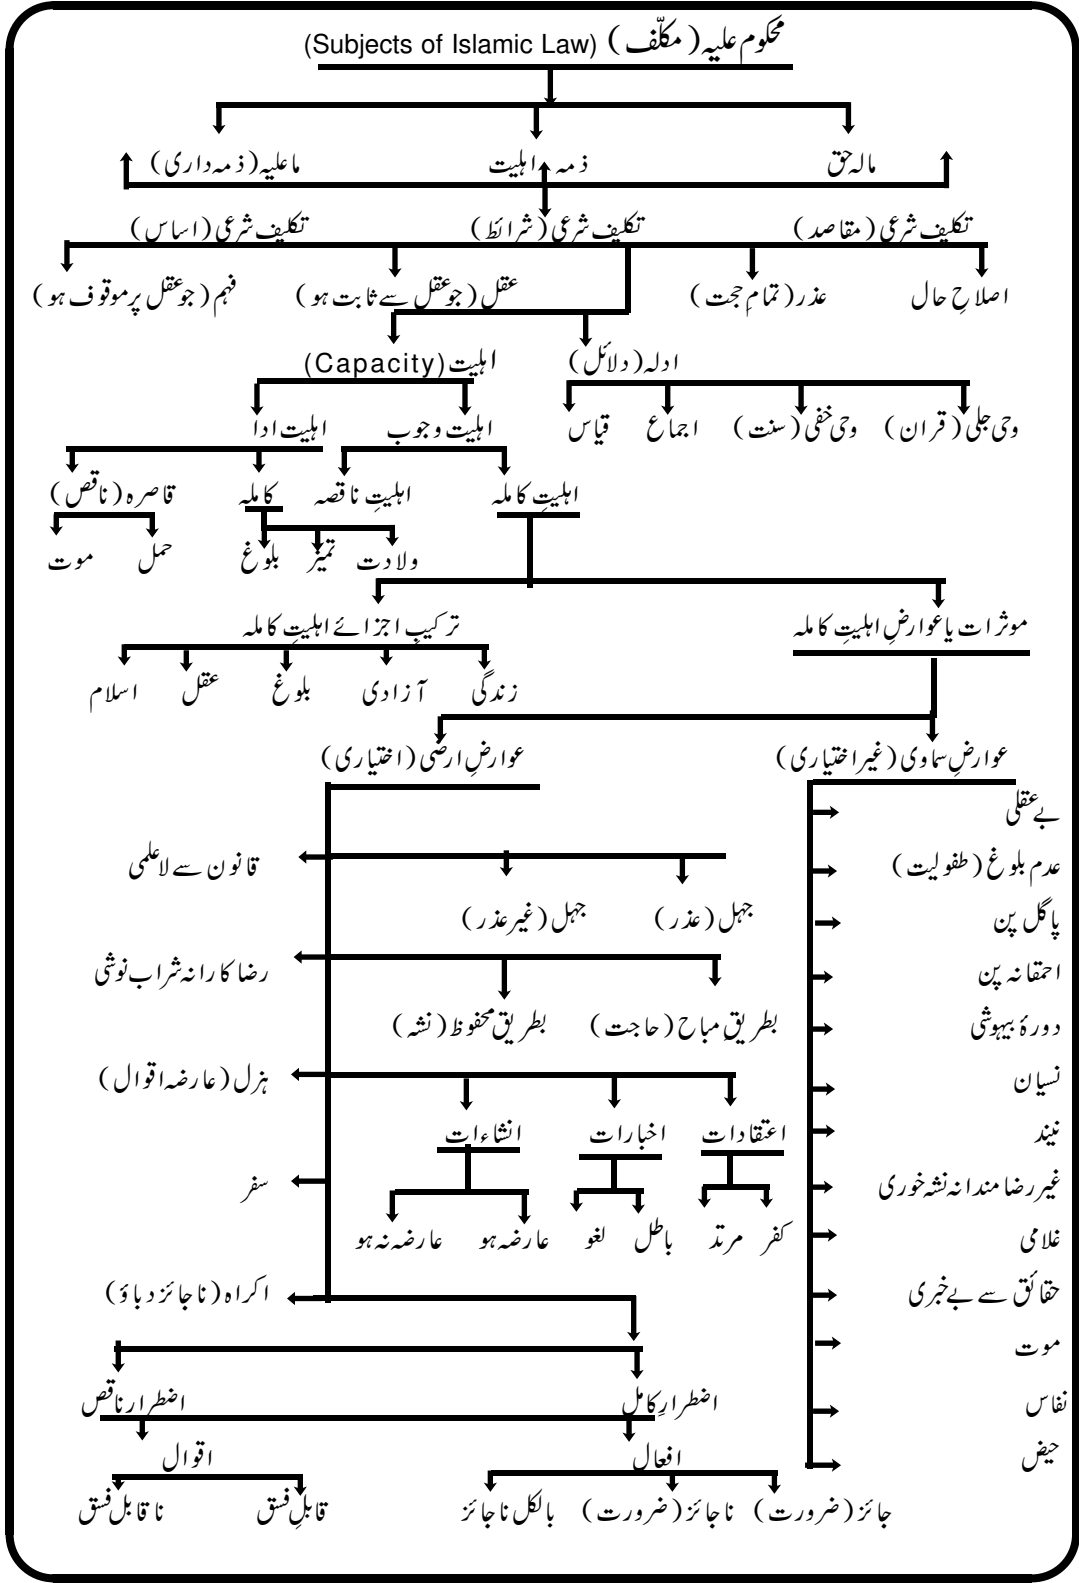 محکوم علیہ (مکلّف) (Subjects of Islamic Law)
مالہ حق ذمہ اہلیت ماعلیہ (ذمہ داری)
تکلیف شرعی (مقاصد) تکلیف شرعی (شرائط) تکلیف شرعی (اساس)
اصلاحِ حال عذر (تمامِ حجت) عقل (جو عقل سے ثابت ہو) فہم (جو عقل پر موقوف ہو)
ادلہ (دلائل) اہلیت (Capacity)
وحی جلی (قران) وحی خفی (سنت) اجماع قیاس اہلیت وجوب اہلیت ادا
اہلیتِ کاملہ اہلیتِ ناقصہ کاملہ قاصرہ (ناقص)
ولادت تمیز بلوغ حمل موت
موثرات یا عوارضِ اہلیتِ کاملہ ترکیبِ اجزائے اہلیتِ کاملہ
زندگی آزادی بلوغ عقل اسلام
عوارضِ سماوی (غیر اختیاری) عوارضِ ارضی (اختیاری)
بے عقلی
عدم بلوغ (طفولیت) قانون سے لاعلمی
پاگل پن جہل (عذر) جہل (غیر عذر)
احمقانہ پن رضا کارانہ شراب نوشی
دورۂ بیہوشی بطریقِ مباح (حاجت) بطریق محفوظ (نشہ)
نسیان ہزل (عارضہ اقوال)
نیند اعتقادات اخبارات انشاءات
غیر رضا مندانہ نشہ خوری سفر
غلامی کفر مرتد باطل لغو عارضہ ہو عارضہ نہ ہو
حقائق سے بے خبری اکراہ (ناجائز دباؤ)
موت
نفاس اضطرارِ کامل اضطرار ناقص
حیض افعال اقوال
جائز (ضرورت) ناجائز (ضرورت) بالکل ناجائز قابلِ فسق ناقابل فسق